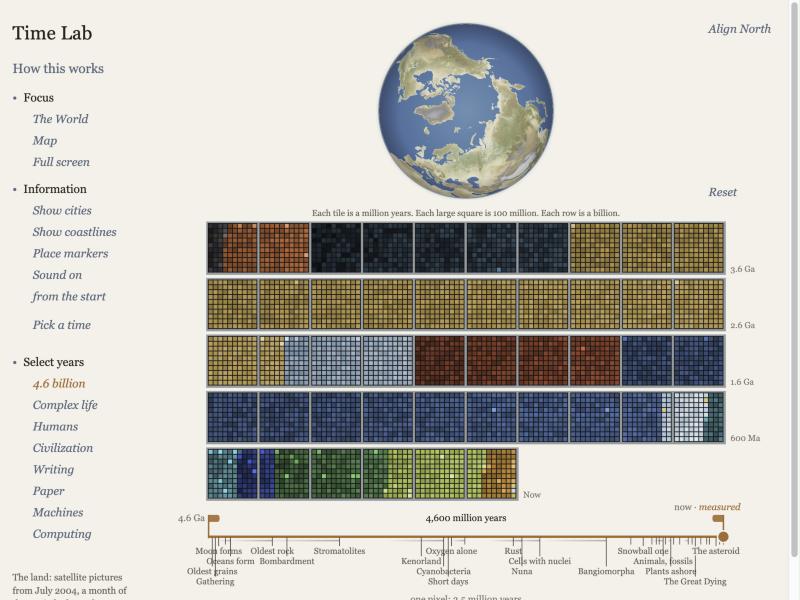 Time Lab
Align North
How this works
Focus
The World
Map
Full screen
Information
Reset
Show cities
Each tile is a million years. Each large square is 100 million. Each row is a billion.
Show coastlines
Place markers
3.6 Ga
Sound on
from the start
Pick a time
2.6 Ga
Select years
4.6 billion
1.6 Ga
Complex life
Humans
600 Ma
Civilization
Writing
Paper
Now
Machines
now · measured
4.6 Ga
4,600 million years
Computing
Moon forms
Oldest rock
Stratomolites
Oxygen alone
Rust
Snowball one
The asteroid
Oceans form
Bombardment
Kenorland
Cells with nuclei
Animals, fossils
Oldest grains
Cyanobacteria
Nuna
Bangiomorpha
Plants ashore
Gathering
Short days
The Great Dying
The land: satellite pictures
from July 2004, a month of
one pixel: 2.5 million years